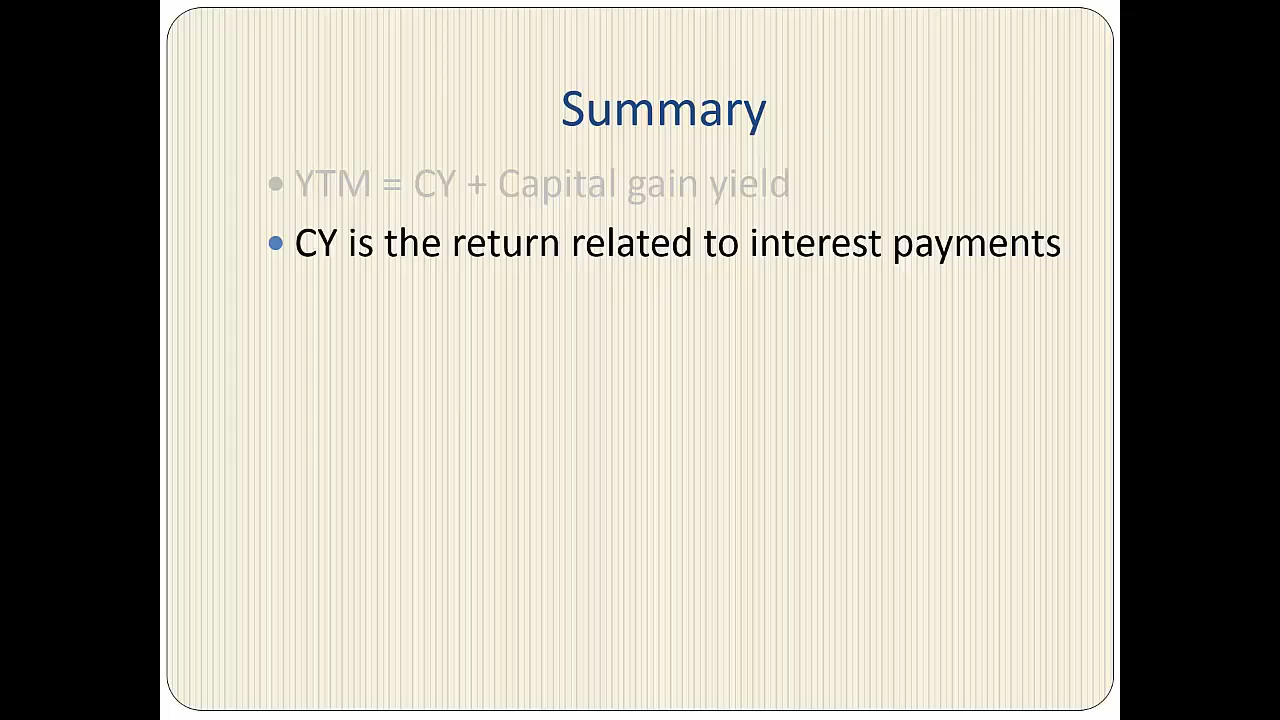 Summary
• YTM = CY + Capital gain yield
• CY is the return related to interest payments